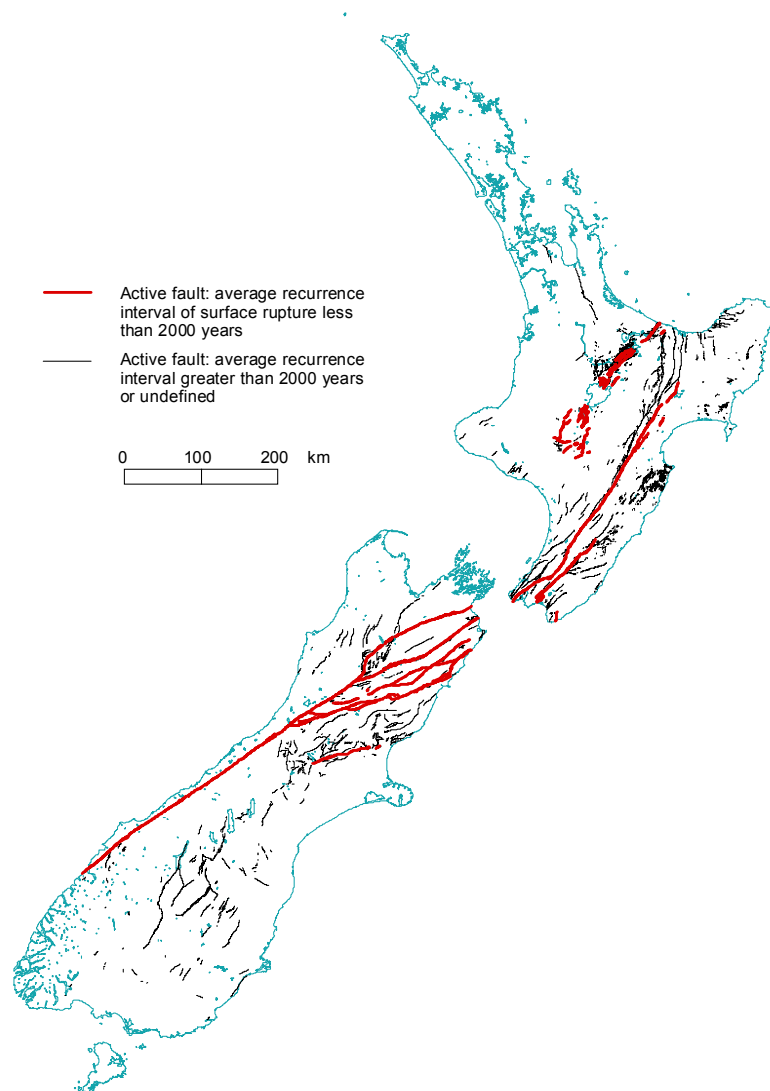 Active fault: average recurrence
interval of surface rupture less
than 2000 years
Active fault: average recurrence
interval greater than 2000 years
or undefined
0 100 200 km